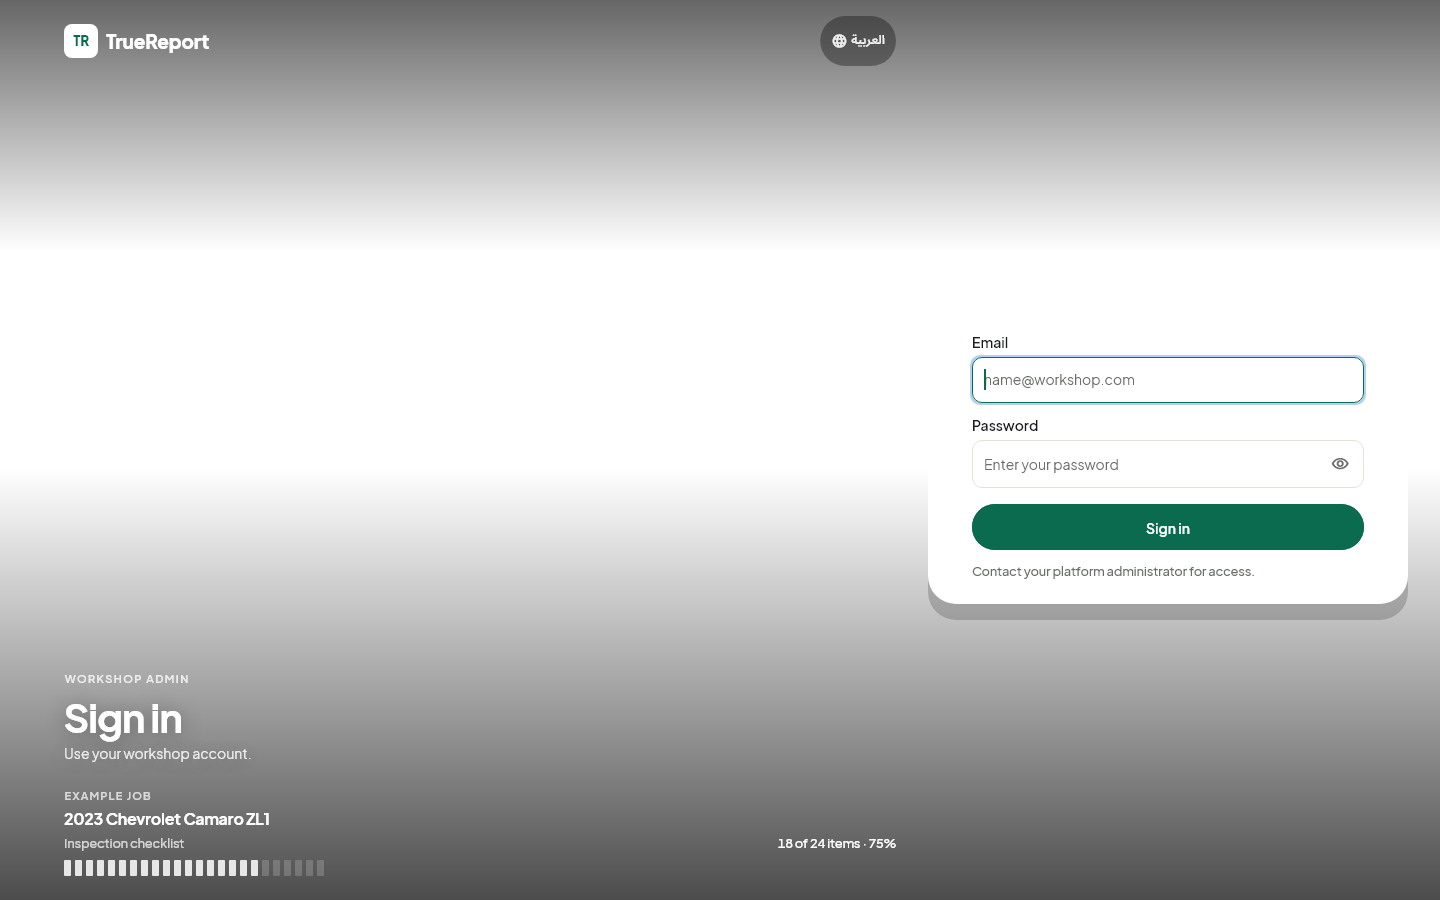 TR TrueReport
العربية
Email
name@workshop.com
Password
Enter your password
Sign in
Contact your platform administrator for access.
WORKSHOP ADMIN
Sign in
Use your workshop account.
EXAMPLE JOB
2023 Chevrolet Camaro ZL1
Inspection checklist
18 of 24 items · 75%